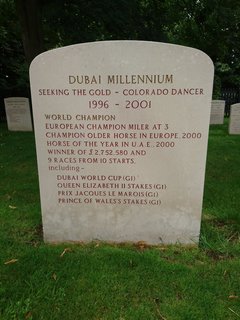 DUBAI MILLENNIUM
SEEKING THE GOLD - COLORADO DANCER
1996 - 2001
WORLD CHAMPION
EUROPEAN CHAMPION MILER AT 3
CHAMPION OLDER HORSE IN EUROPE, 2000
HORSE OF THE YEAR IN U.A.E. 2000
WINNER OF £2,752,580 AND
9 RACES FROM 10 STARTS.
including -
DUBAI WORLD CUP (G1)
QUEEN ELIZABETH II STAKES (G1)
PRIX JACQUES LE MAROIS (G1)
PRINCE OF WALES'S STAKES (G1)